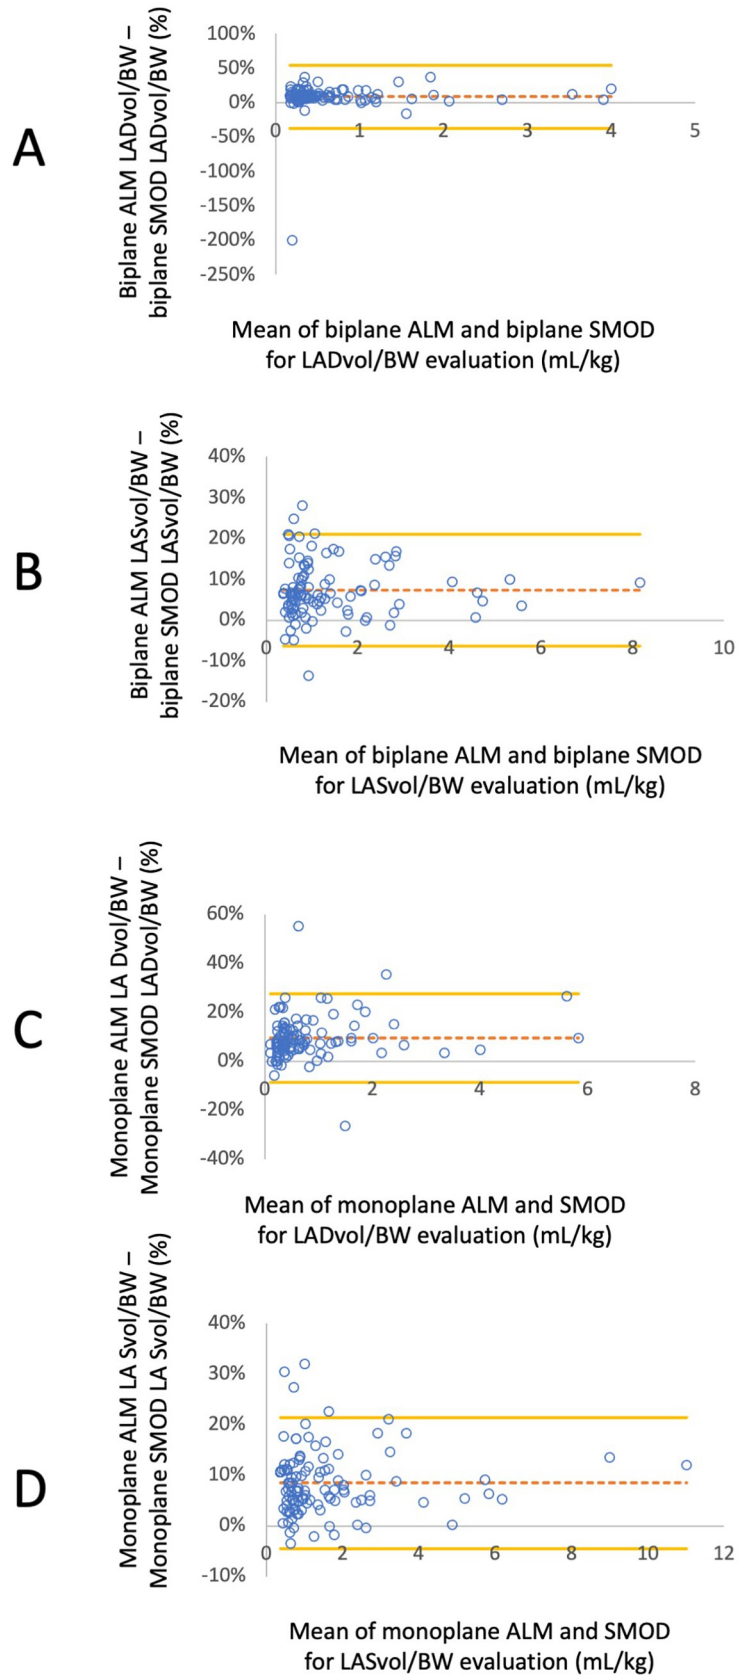 A
Biplane ALM LADvol/BW –
biplane SMOD LADvol/BW (%)
100%
50%
0%
-50%
-100%
-150%
-200%
-250%
0 1 2 3 4 5
Mean of biplane ALM and biplane SMOD
for LADvol/BW evaluation (mL/kg)
B
Biplane ALM LASvol/BW –
biplane SMOD LASvol/BW (%)
40%
30%
20%
10%
0%
-10%
-20%
0 2 4 6 8 10
Mean of biplane ALM and biplane SMOD
for LASvol/BW evaluation (mL/kg)
C
Monoplane ALM LA Dvol/BW –
Monoplane SMOD LADvol/BW (%)
60%
40%
20%
0%
-20%
-40%
0 2 4 6 8
Mean of monoplane ALM and SMOD
for LADvol/BW evaluation (mL/kg)
D
Monoplane ALM LA Svol/BW –
Monoplane SMOD LA Svol/BW (%)
40%
30%
20%
10%
0%
-10%
0 2 4 6 8 10 12
Mean of monoplane ALM and SMOD
for LASvol/BW evaluation (mL/kg)